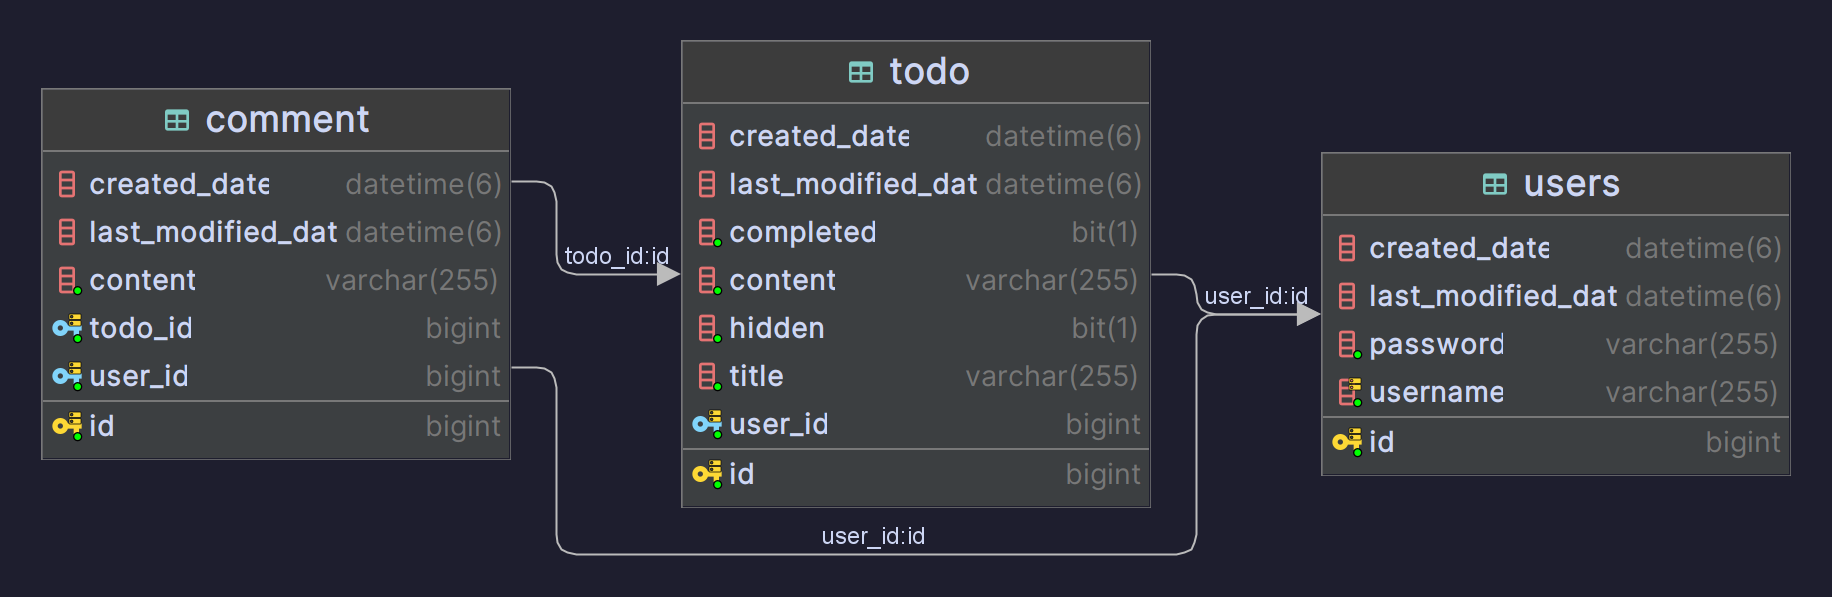 comment
created_date datetime(6)
last_modified_dat datetime(6)
content varchar(255)
todo_id bigint
user_id bigint
id bigint
todo_id:id
todo
created_date datetime(6)
last_modified_dat datetime(6)
completed bit(1)
content varchar(255)
hidden bit(1)
title varchar(255)
user_id bigint
id bigint
user_id:id
user_id:id
users
created_date datetime(6)
last_modified_dat datetime(6)
password varchar(255)
username varchar(255)
id bigint